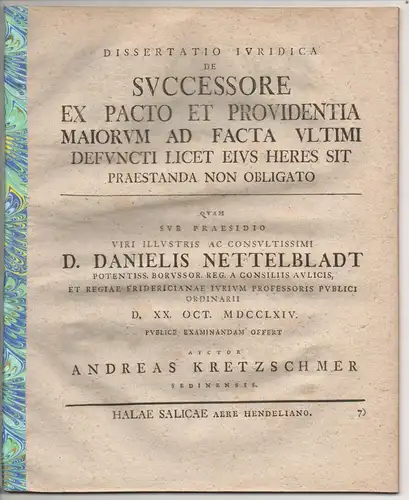 DISSERTATIO IVRIDICA
DE
SVCCESSORE
EX PACTO ET PROVIDENTIA
MAIORVM AD FACTA VLTIMI
DEFVNCTI LICET EIVS HERES SIT
PRAESTANDA NON OBLIGATO
QVAM
SVB PRAESIDIO
VIRI ILLVSTRIS AC CONSVLTISSIMI
D. DANIELIS NETTELBLADT
POTENTISS. BORVSSOR. REG. A CONSILIIS AVLICIS,
ET REGIAE FRIDERICIANAE IVRIVM PROFESSORIS PVBLICI
ORDINARII
D. XX. OCT. MDCCLXIV.
PVBLICE EXAMINANDAM OFFERT
AVCTOR
ANDREAS KRETZSCHMER
SEDINENSIS.
HALAE SALICAE AERE HENDELIANO. 7)